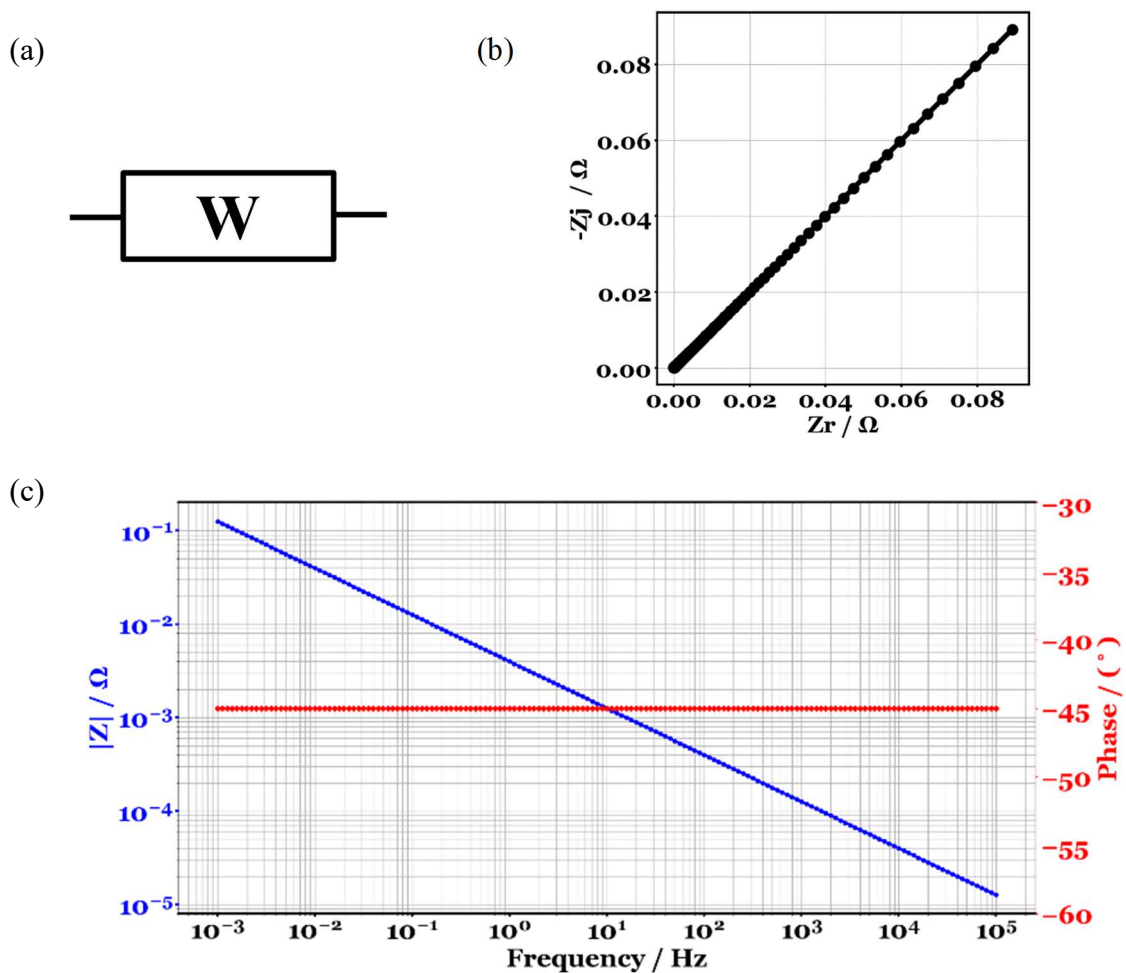 (a)
W
(b)
0.08
0.06
0.04
0.02
0.00
-Zj / Ω
0.00 0.02 0.04 0.06 0.08
Zr / Ω
(c)
10⁻¹
10⁻²
10⁻³
10⁻⁴
10⁻⁵
|Z| / Ω
−30
−35
−40
−45
−50
−55
−60
Phase / (°)
10⁻³ 10⁻² 10⁻¹ 10⁰ 10¹ 10² 10³ 10⁴ 10⁵
Frequency / Hz